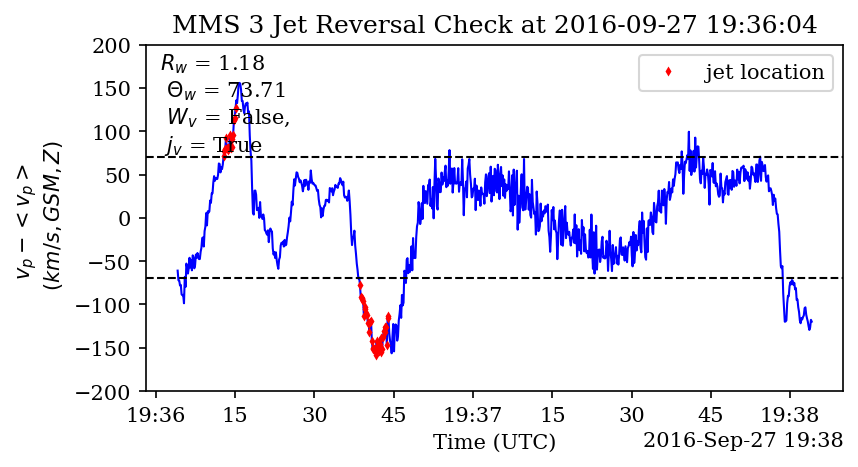 MMS 3 Jet Reversal Check at 2016-09-27 19:36:04
R_w = 1.18
Θ_w = 73.71
W_v = False,
j_v = True
jet location
v_p − <v_p>
(km/s, GSM, Z)
200
150
100
50
0
−50
−100
−150
−200
19:36 15 30 45 19:37 15 30 45 19:38
Time (UTC)
2016-Sep-27 19:38